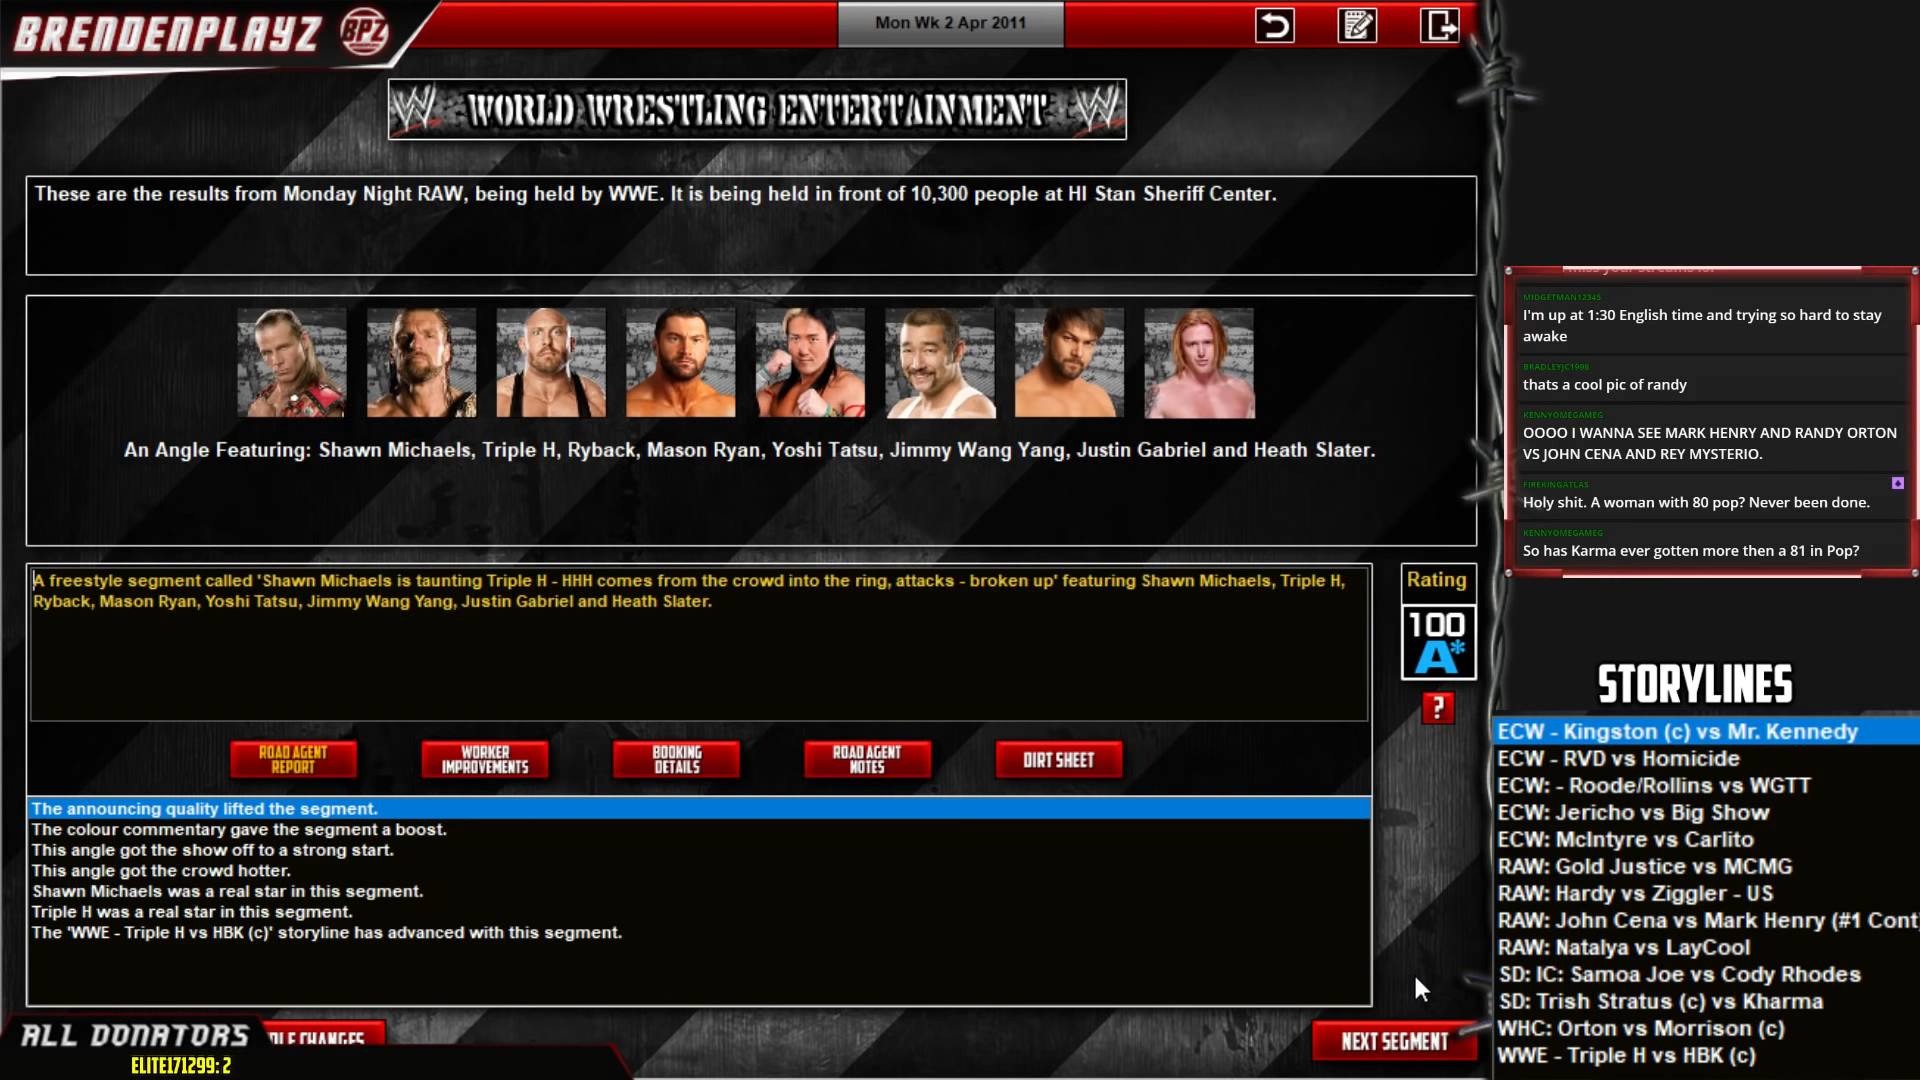 BRENDENPLAYZ
BPZ
Mon Wk 2 Apr 2011
WORLD WRESTLING ENTERTAINMENT
These are the results from Monday Night RAW, being held by WWE. It is being held in front of 10,300 people at HI Stan Sheriff Center.
An Angle Featuring: Shawn Michaels, Triple H, Ryback, Mason Ryan, Yoshi Tatsu, Jimmy Wang Yang, Justin Gabriel and Heath Slater.
A freestyle segment called 'Shawn Michaels is taunting Triple H - HHH comes from the crowd into the ring, attacks - broken up' featuring Shawn Michaels, Triple H,
Ryback, Mason Ryan, Yoshi Tatsu, Jimmy Wang Yang, Justin Gabriel and Heath Slater.
Rating
100
A*
?
ROAD AGENT
REPORT
WORKER
IMPROVEMENTS
BOOKING
DETAILS
ROAD AGENT
NOTES
DIRT SHEET
The announcing quality lifted the segment.
The colour commentary gave the segment a boost.
This angle got the show off to a strong start.
This angle got the crowd hotter.
Shawn Michaels was a real star in this segment.
Triple H was a real star in this segment.
The 'WWE - Triple H vs HBK (c)' storyline has advanced with this segment.
ALL DONATORS
CHANGES
ELITE171299: 2
NEXT SEGMENT
miss your streams lol
MIDGETMAN12345
I'm up at 1:30 English time and trying so hard to stay
awake
BRADLEYJC1998
thats a cool pic of randy
KENNYOMEGAMEG
OOOO I WANNA SEE MARK HENRY AND RANDY ORTON
VS JOHN CENA AND REY MYSTERIO.
FIREKINGATLAS
Holy shit. A woman with 80 pop? Never been done.
KENNYOMEGAMEG
So has Karma ever gotten more then a 81 in Pop?
STORYLINES
ECW - Kingston (c) vs Mr. Kennedy
ECW - RVD vs Homicide
ECW: - Roode/Rollins vs WGTT
ECW: Jericho vs Big Show
ECW: McIntyre vs Carlito
RAW: Gold Justice vs MCMG
RAW: Hardy vs Ziggler - US
RAW: John Cena vs Mark Henry (#1 Cont
RAW: Natalya vs LayCool
SD: IC: Samoa Joe vs Cody Rhodes
SD: Trish Stratus (c) vs Kharma
WHC: Orton vs Morrison (c)
WWE - Triple H vs HBK (c)